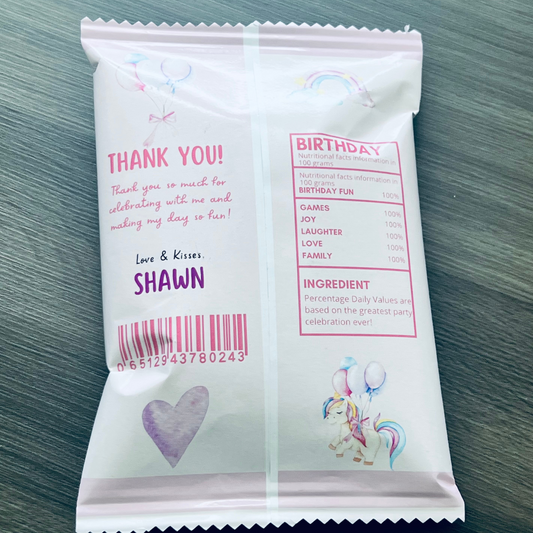 THANK YOU!
Thank you so much for
celebrating with me and
making my day so fun!
Love & Kisses,
SHAWN
0 65129 43780243
BIRTHDAY
Nutritional facts information in
100 grams
Nutritional facts information in
100 grams
BIRTHDAY FUN 100%
GAMES 100%
JOY 100%
LAUGHTER 100%
LOVE 100%
FAMILY 100%
INGREDIENT
Percentage Daily Values are
based on the greatest party
celebration ever!